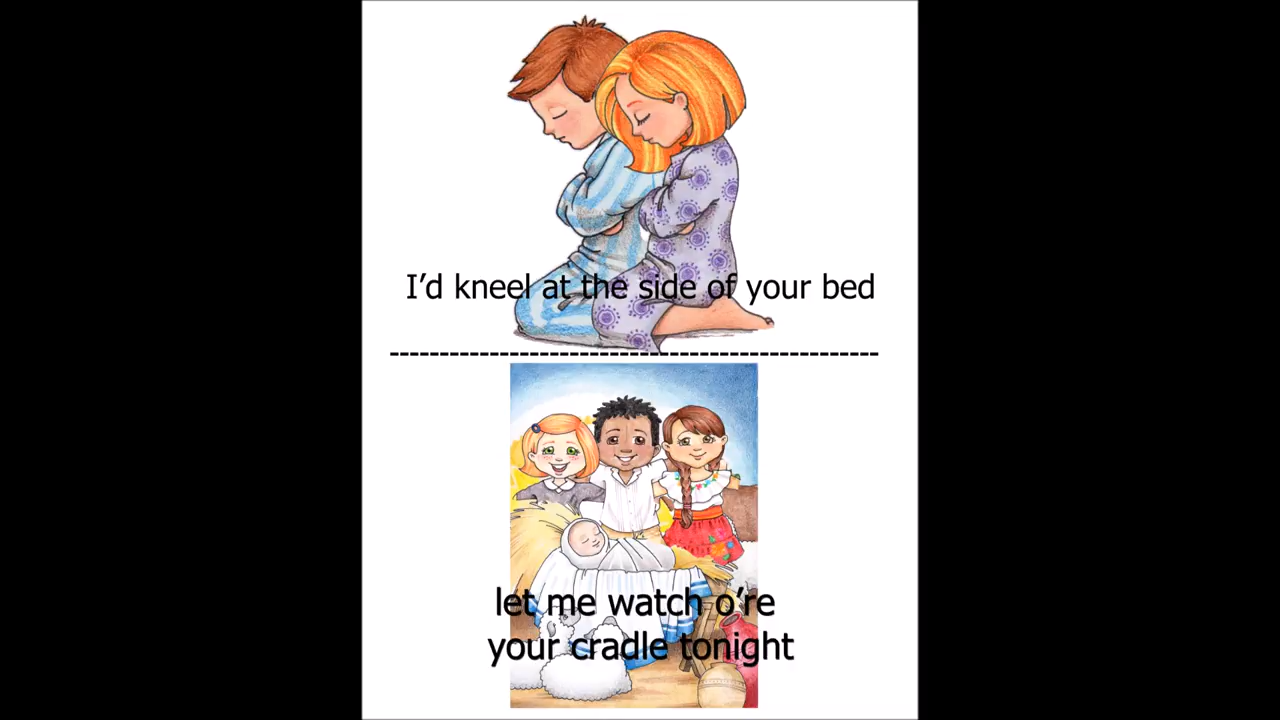 I’d kneel at the side of your bed
-------------------------------------------------
let me watch o’re
your cradle tonight